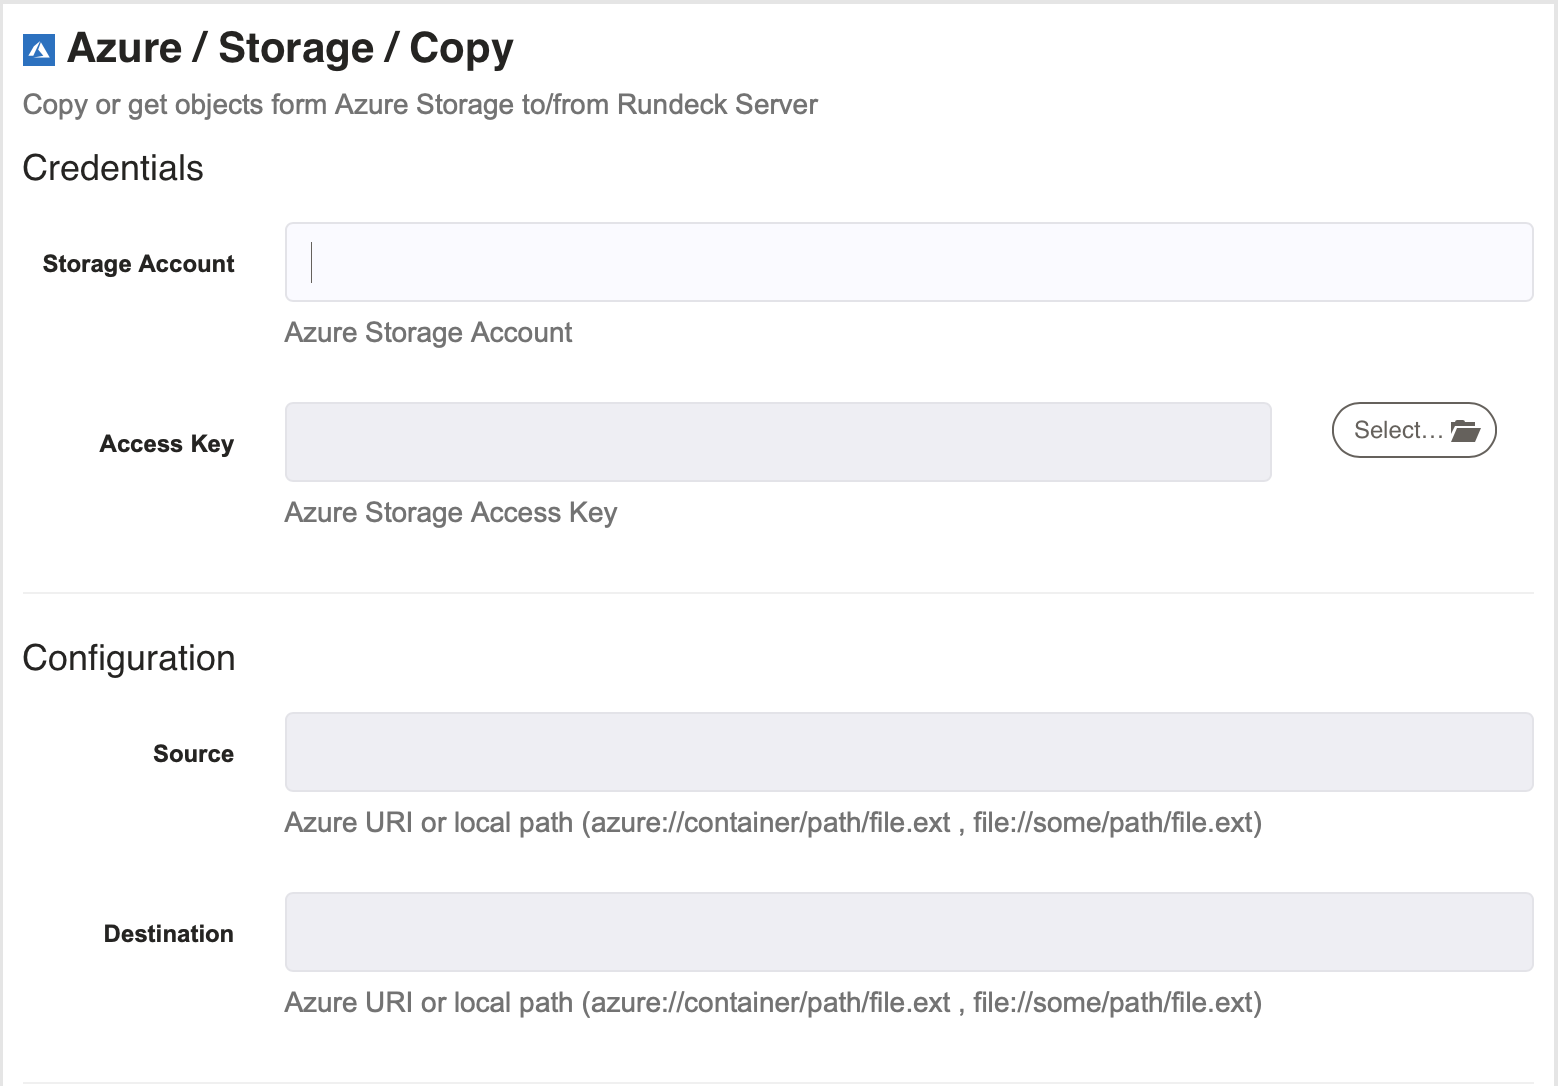 Azure / Storage / Copy
Copy or get objects form Azure Storage to/from Rundeck Server
Credentials
Storage Account
Azure Storage Account
Access Key
Select...
Azure Storage Access Key
Configuration
Source
Azure URI or local path (azure://container/path/file.ext , file://some/path/file.ext)
Destination
Azure URI or local path (azure://container/path/file.ext , file://some/path/file.ext)